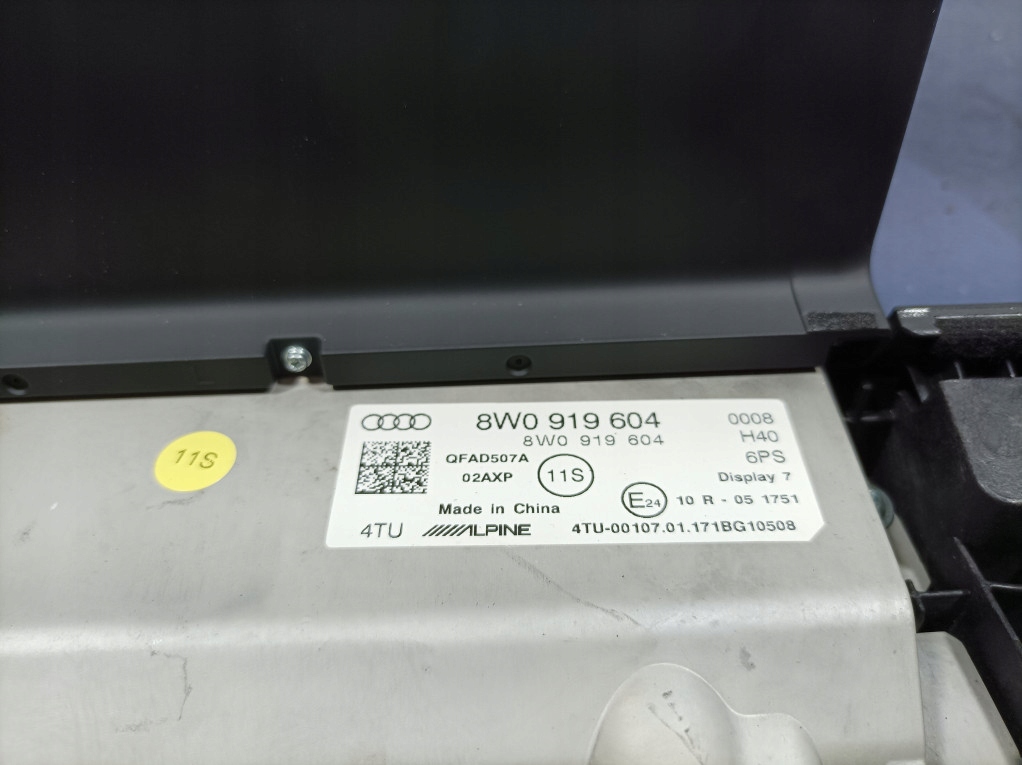 11S
8W0 919 604
8W0 919 604
0008
H40
6PS
Display 7
QFAD507A
02AXP
11S
E24 10 R - 05 1751
Made in China
4TU
ALPINE
4TU-00107.01.171BG10508